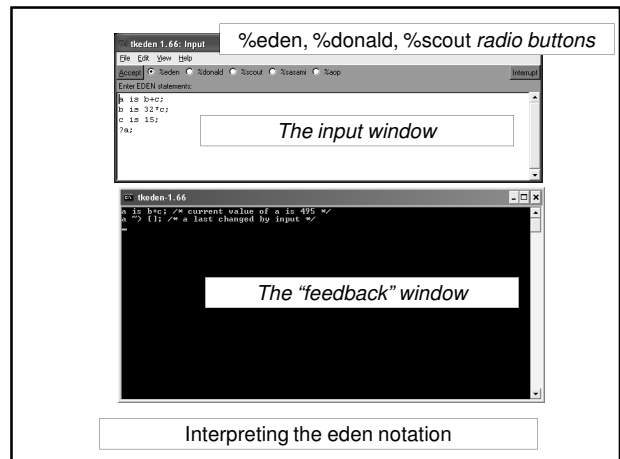 tkeden 1.66: Input
%eden, %donald, %scout radio buttons
File Edit View Help
Accept %eden %donald %scout %sasami %aop Interrupt
Enter EDEN statements:
a is b+c;
b is 32*c;
c is 15;
?a;
The input window
tkeden-1.66
a is b+c; /* current value of a is 495 */
a ~> []; /* a last changed by input */
The “feedback” window
Interpreting the eden notation